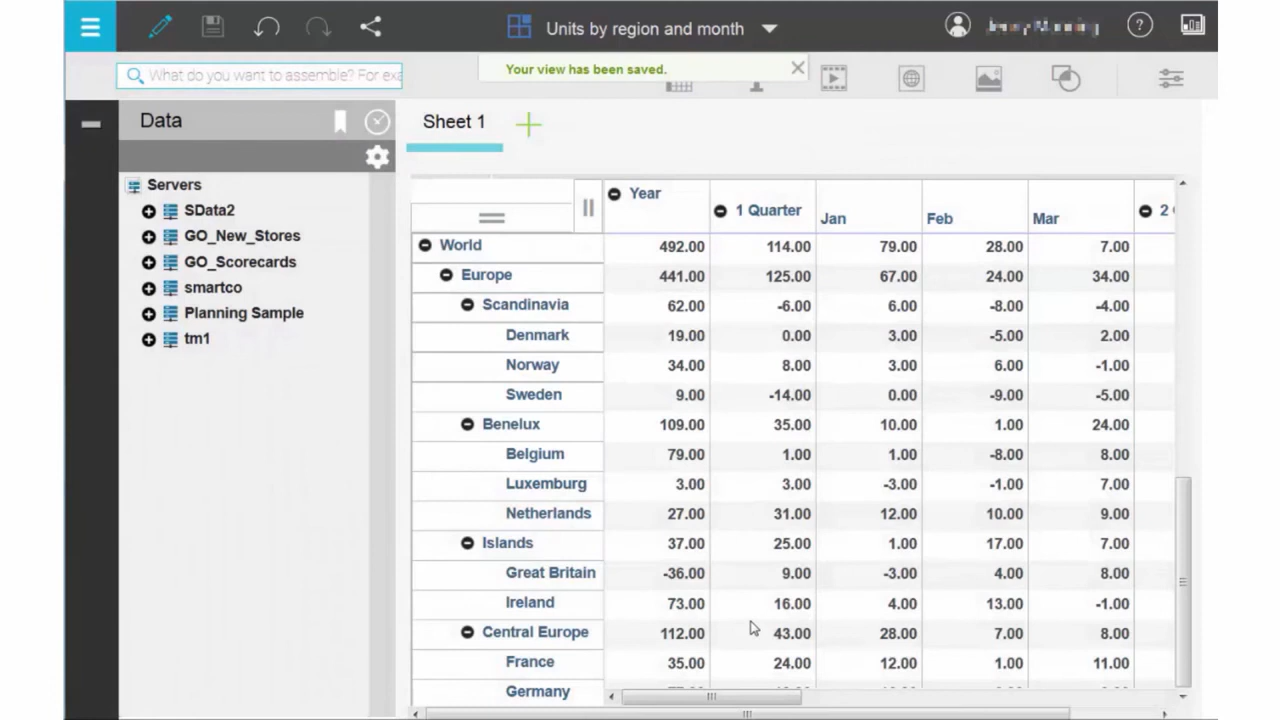 Units by region and month
What do you want to assemble? For exa
Your view has been saved.
Data
Sheet 1
Servers
SData2
GO_New_Stores
GO_Scorecards
smartco
Planning Sample
tm1
Year 1 Quarter Jan Feb Mar 2
World 492.00 114.00 79.00 28.00 7.00
Europe 441.00 125.00 67.00 24.00 34.00
Scandinavia 62.00 -6.00 6.00 -8.00 -4.00
Denmark 19.00 0.00 3.00 -5.00 2.00
Norway 34.00 8.00 3.00 6.00 -1.00
Sweden 9.00 -14.00 0.00 -9.00 -5.00
Benelux 109.00 35.00 10.00 1.00 24.00
Belgium 79.00 1.00 1.00 -8.00 8.00
Luxemburg 3.00 3.00 -3.00 -1.00 7.00
Netherlands 27.00 31.00 12.00 10.00 9.00
Islands 37.00 25.00 1.00 17.00 7.00
Great Britain -36.00 9.00 -3.00 4.00 8.00
Ireland 73.00 16.00 4.00 13.00 -1.00
Central Europe 112.00 43.00 28.00 7.00 8.00
France 35.00 24.00 12.00 1.00 11.00
Germany